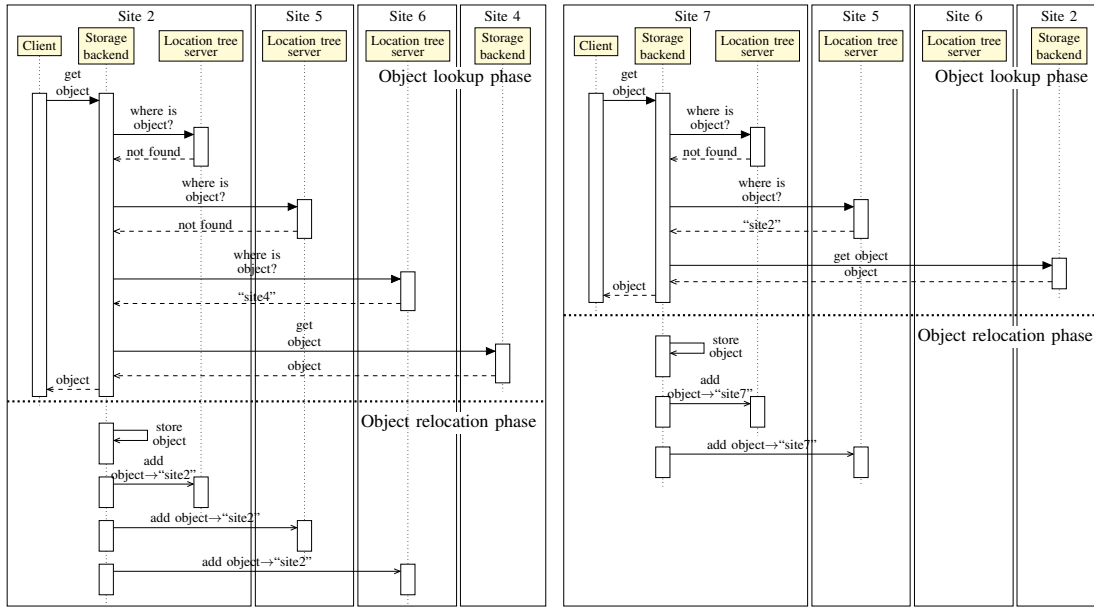 Site 2
Site 5
Site 6
Site 4
Client
Storage
backend
Location tree
server
Location tree
server
Location tree
server
Storage
backend
Object lookup phase
get
object
where is
object?
not found
where is
object?
not found
where is
object?
“site4”
get
object
object
object
Object relocation phase
store
object
add
object→“site2”
add object→“site2”
add object→“site2”
Site 7
Site 5
Site 6
Site 2
Client
Storage
backend
Location tree
server
Location tree
server
Location tree
server
Storage
backend
Object lookup phase
get
object
where is
object?
not found
where is
object?
“site2”
get object
object
object
Object relocation phase
store
object
add
object→“site7”
add object→“site7”